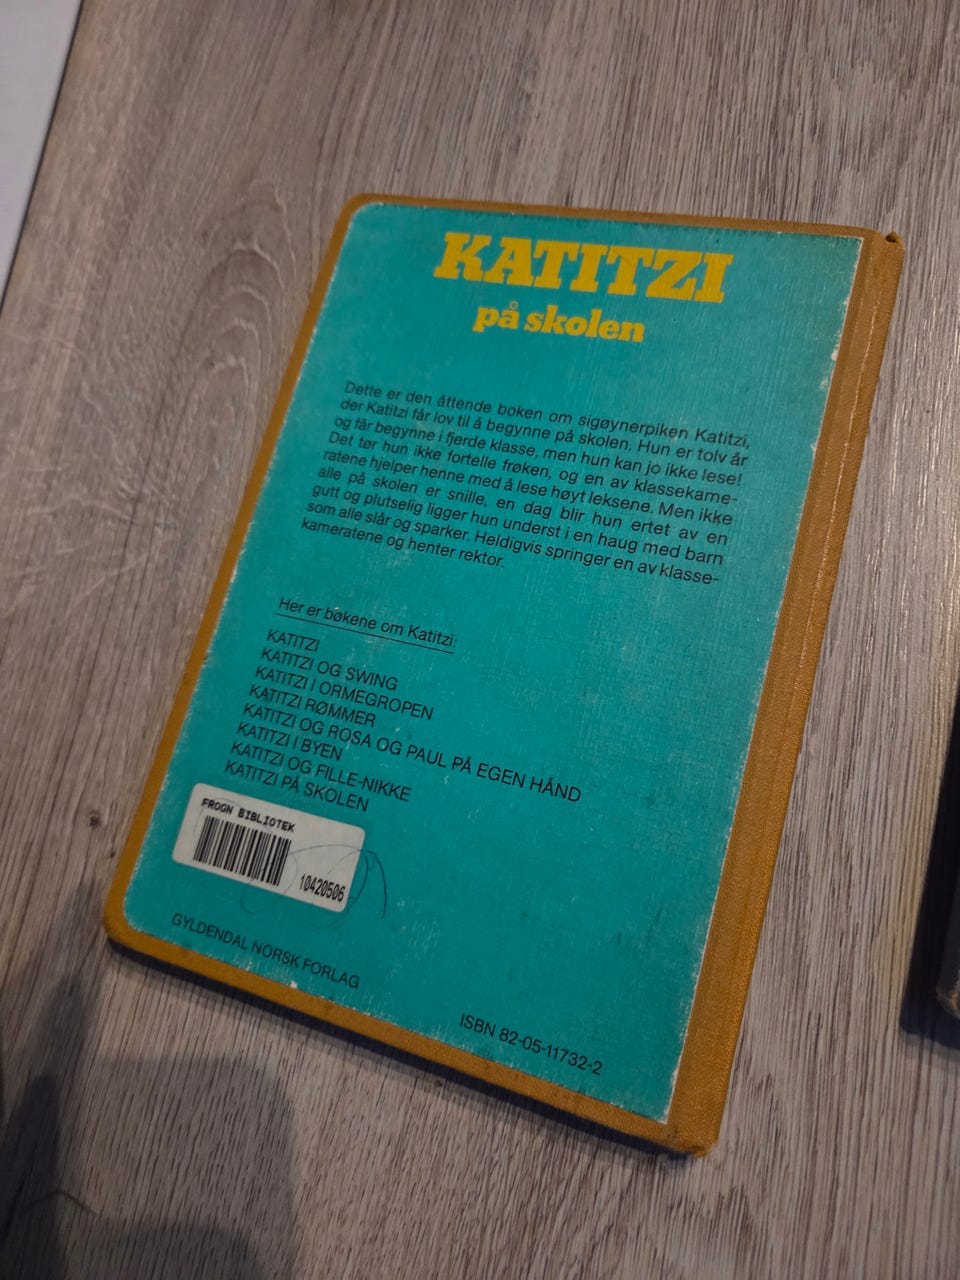 KATITZI
på skolen
Dette er den åttende boken om sigøynerpiken Katitzi,
der Katitzi får lov til å begynne på skolen. Hun er tolv år
og får begynne i fjerde klasse, men hun kan jo ikke lese!
Det tør hun ikke fortelle frøken, og en av klassekame-
ratene hjelper henne med å lese høyt leksene. Men ikke
alle på skolen er snille, en dag blir hun ertet av en
gutt og plutselig ligger hun underst i en haug med barn
som alle slår og sparker. Heldigvis springer en av klasse-
kameratene og henter rektor.
Her er bøkene om Katitzi:
KATITZI
KATITZI OG SWING
KATITZI I ORMEGROPEN
KATITZI RØMMER
KATITZI OG ROSA OG PAUL PÅ EGEN HÅND
KATITZI I BYEN
KATITZI OG FILLE-NIKKE
KATITZI PÅ SKOLEN
FROGN BIBLIOTEK
10420506
GYLDENDAL NORSK FORLAG
ISBN 82-05-11732-2